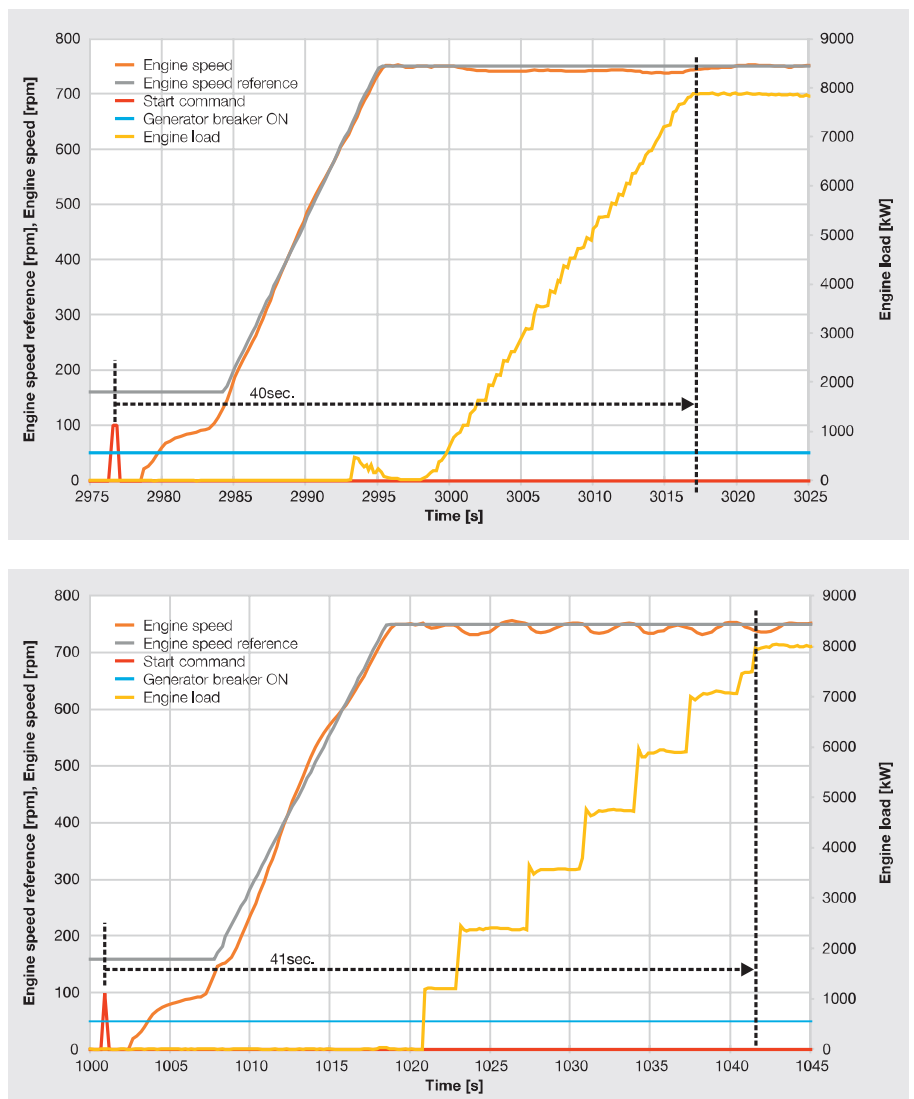 800
700
600
500
400
300
200
100
0
Engine speed reference [rpm], Engine speed [rpm]
Engine speed
Engine speed reference
Start command
Generator breaker ON
Engine load
40sec.
9000
8000
7000
6000
5000
4000
3000
2000
1000
0
Engine load [kW]
2975 2980 2985 2990 2995 3000 3005 3010 3015 3020 3025
Time [s]
800
700
600
500
400
300
200
100
0
Engine speed reference [rpm], Engine speed [rpm]
Engine speed
Engine speed reference
Start command
Generator breaker ON
Engine load
41sec.
9000
8000
7000
6000
5000
4000
3000
2000
1000
0
Engine load [kW]
1000 1005 1010 1015 1020 1025 1030 1035 1040 1045
Time [s]